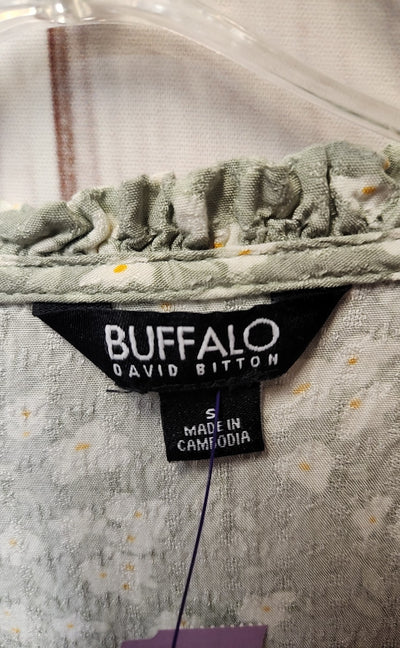 BUFFALO
DAVID BITTON
S
MADE IN
CAMBODIA